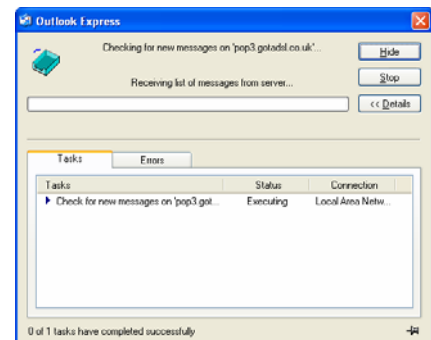 Outlook Express
Checking for new messages on 'pop3.gotadsl.co.uk'...
Hide
Receiving list of messages from server...
Stop
<< Details
Tasks Errors
Tasks Status Connection
Check for new messages on 'pop3.got... Executing Local Area Netw...
0 of 1 tasks have completed successfully